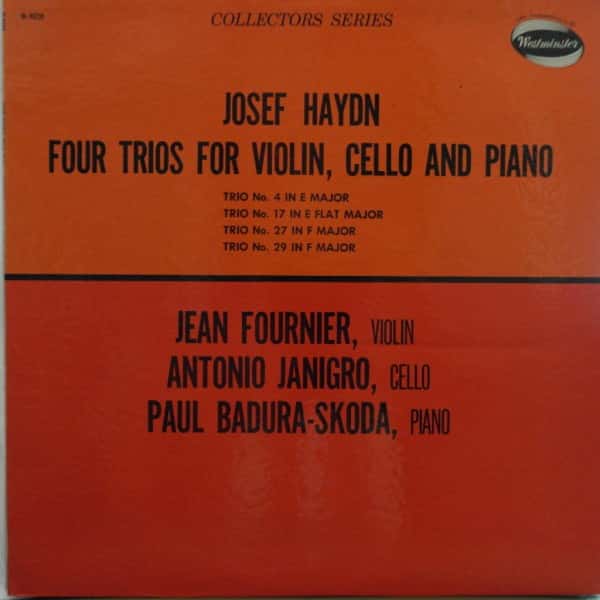 COLLECTORS SERIES
Westminster
JOSEF HAYDN
FOUR TRIOS FOR VIOLIN, CELLO AND PIANO
TRIO No. 4 IN E MAJOR
TRIO No. 17 IN E FLAT MAJOR
TRIO No. 27 IN F MAJOR
TRIO No. 29 IN F MAJOR
JEAN FOURNIER, VIOLIN
ANTONIO JANIGRO, CELLO
PAUL BADURA-SKODA, PIANO